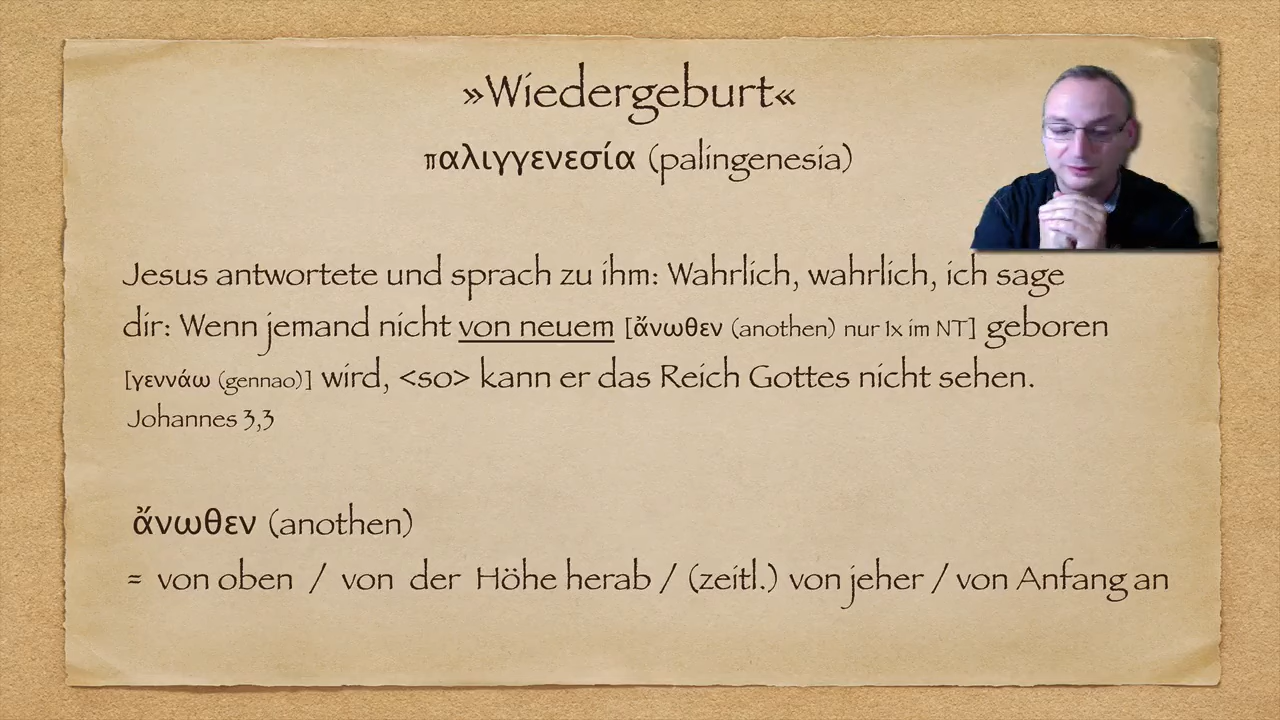 »Wiedergeburt«
παλιγγενεσία (palingenesia)
Jesus antwortete und sprach zu ihm: Wahrlich, wahrlich, ich sage
dir: Wenn jemand nicht von neuem [ἄνωθεν (anothen) nur 1x im NT] geboren
[γεννάω (gennao)] wird, <so> kann er das Reich Gottes nicht sehen.
Johannes 3,3
ἄνωθεν (anothen)
= von oben / von der Höhe herab / (zeitl.) von jeher / von Anfang an